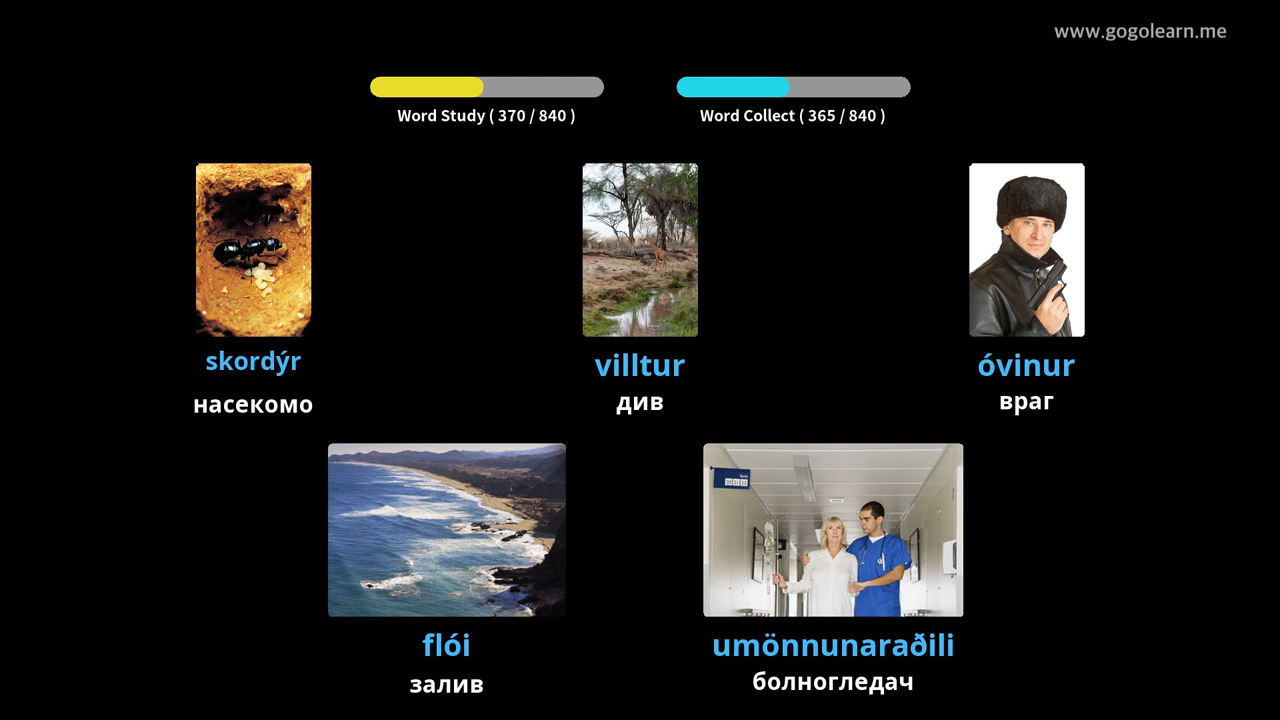 www.gogolearn.me
Word Study ( 370 / 840 )
Word Collect ( 365 / 840 )
skordýr
villtur
óvinur
насекомо
див
враг
flói
umönnunaraðili
залив
болногледач